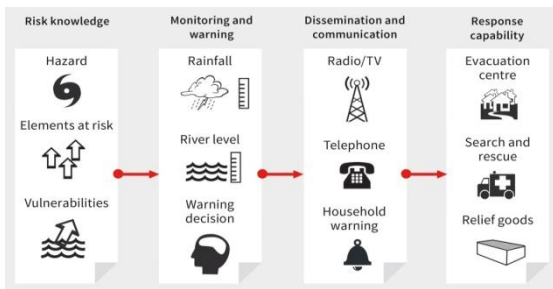 Risk knowledge
Hazard
Elements at risk
Vulnerabilities
Monitoring and
warning
Rainfall
River level
Warning
decision
Dissemination and
communication
Radio/TV
Telephone
Household
warning
Response
capability
Evacuation
centre
Search and
rescue
Relief goods